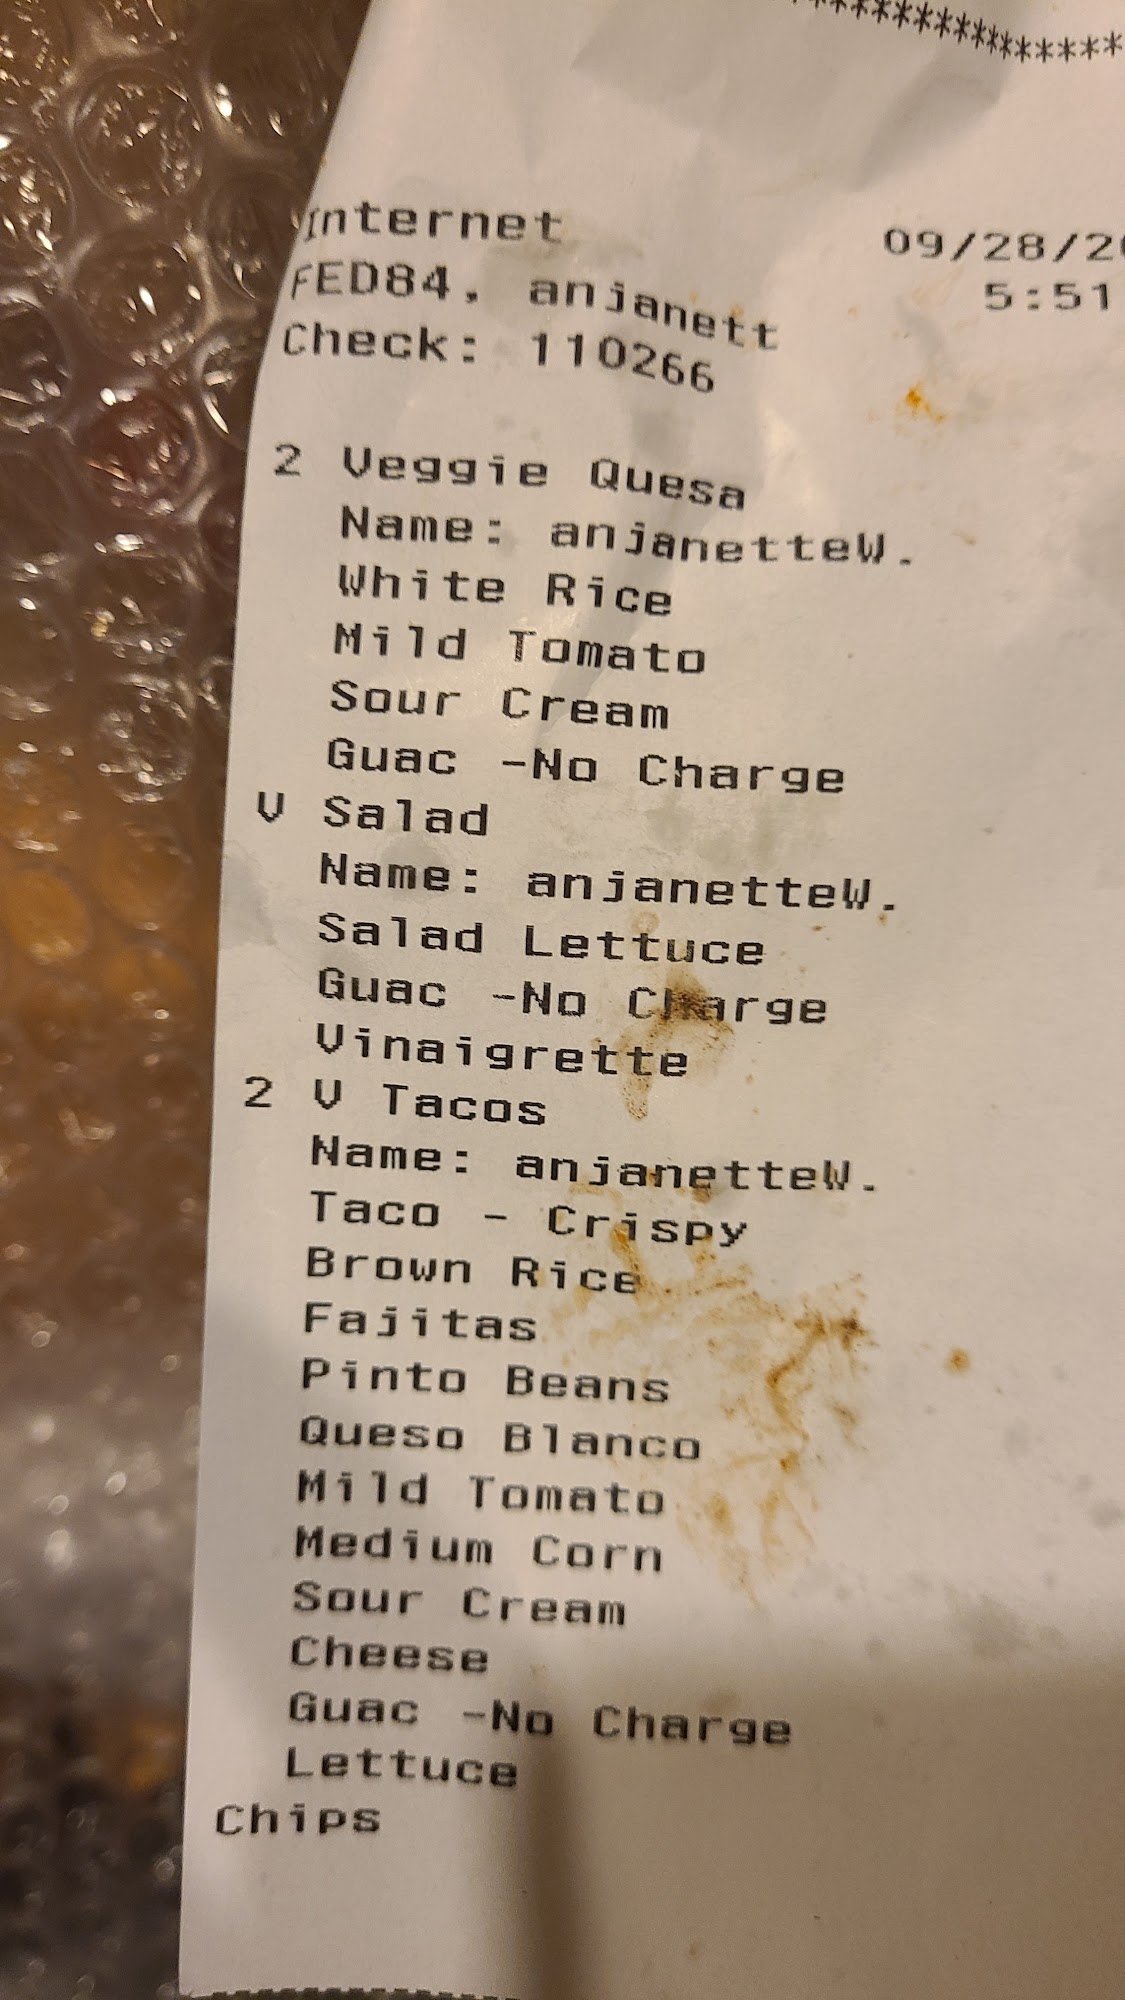 *********************
Internet
09/28/20
FED84, anjanett
5:51
Check: 110266
2 Veggie Quesa
Name: anjanetteW.
White Rice
Mild Tomato
Sour Cream
Guac -No Charge
V Salad
Name: anjanetteW.
Salad Lettuce
Guac -No Charge
Vinaigrette
2 V Tacos
Name: anjanetteW.
Taco - Crispy
Brown Rice
Fajitas
Pinto Beans
Queso Blanco
Mild Tomato
Medium Corn
Sour Cream
Cheese
Guac -No Charge
Lettuce
Chips